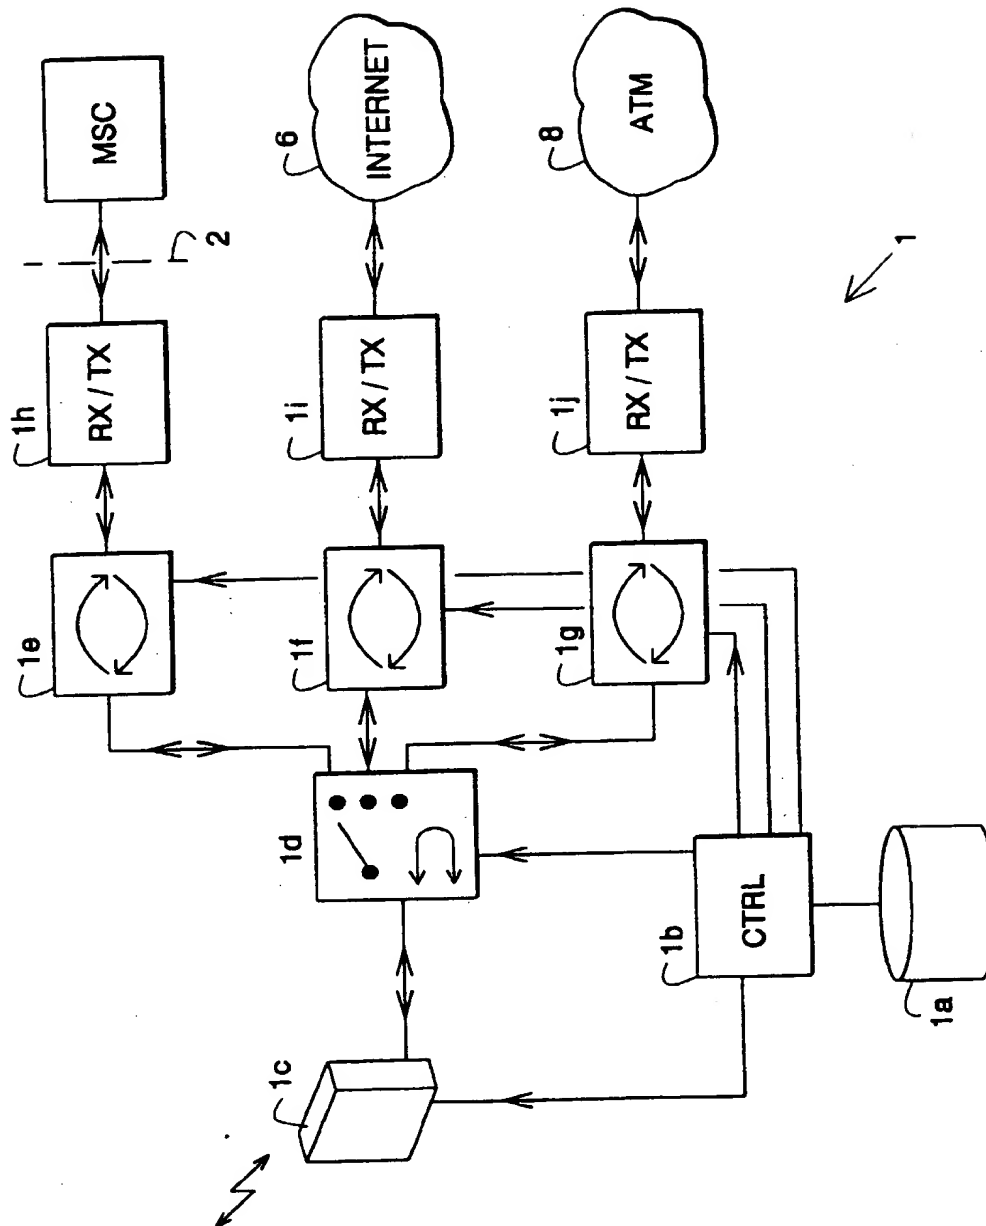 MSC
2
RX / TX
1h
1e
INTERNET
6
RX / TX
1i
1f
ATM
8
RX / TX
1j
1g
1d
CTRL
1b
1a
1c
1